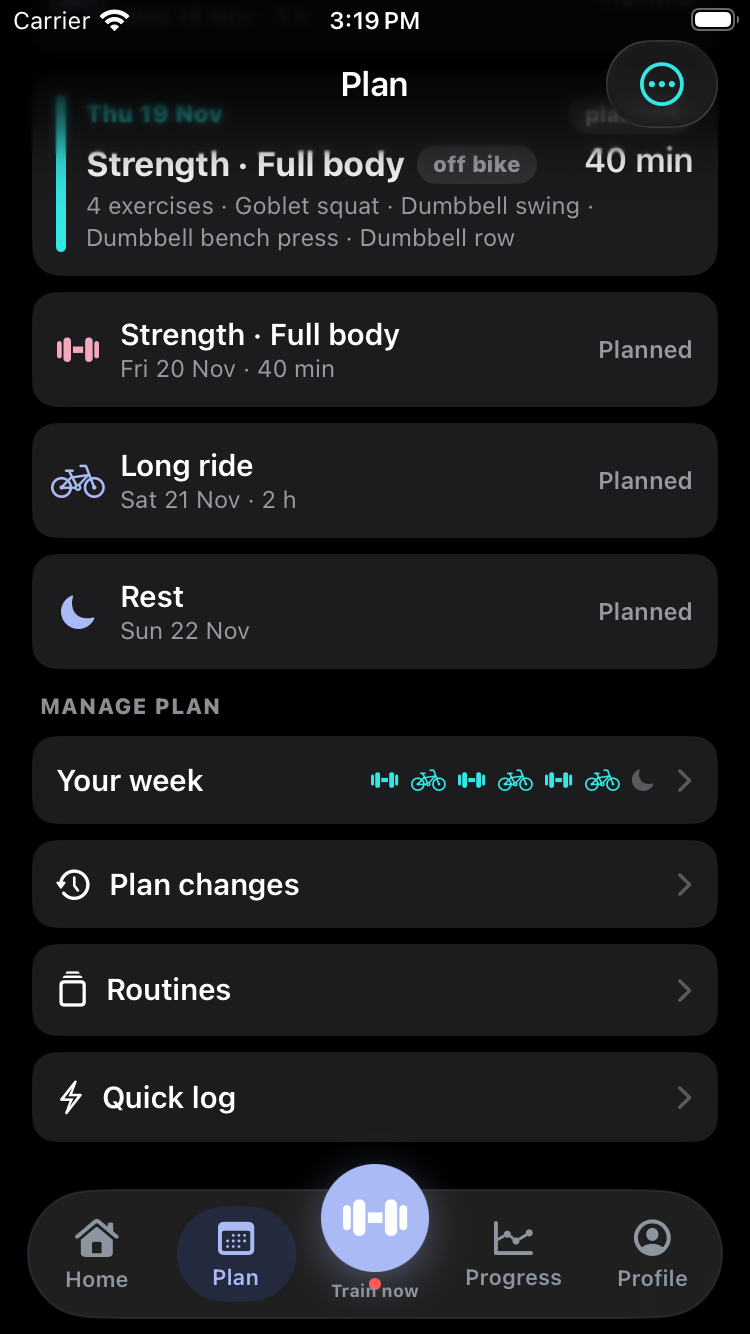 Carrier
3:19 PM
Plan
Thu 19 Nov
Strength · Full body
off bike
40 min
4 exercises · Goblet squat · Dumbbell swing ·
Dumbbell bench press · Dumbbell row
Strength · Full body
Fri 20 Nov · 40 min
Planned
Long ride
Sat 21 Nov · 2 h
Planned
Rest
Sun 22 Nov
Planned
MANAGE PLAN
Your week
Plan changes
Routines
Quick log
Home
Plan
Train now
Progress
Profile